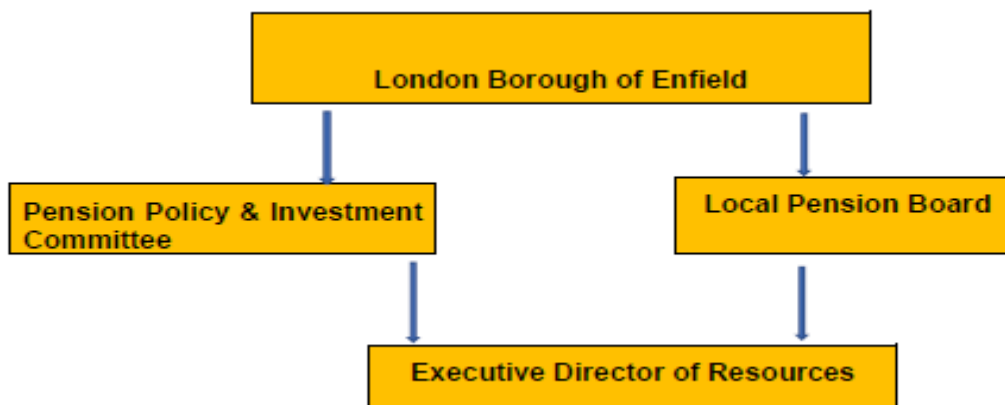 London Borough of Enfield
Pension Policy & Investment
Committee
Local Pension Board
Executive Director of Resources